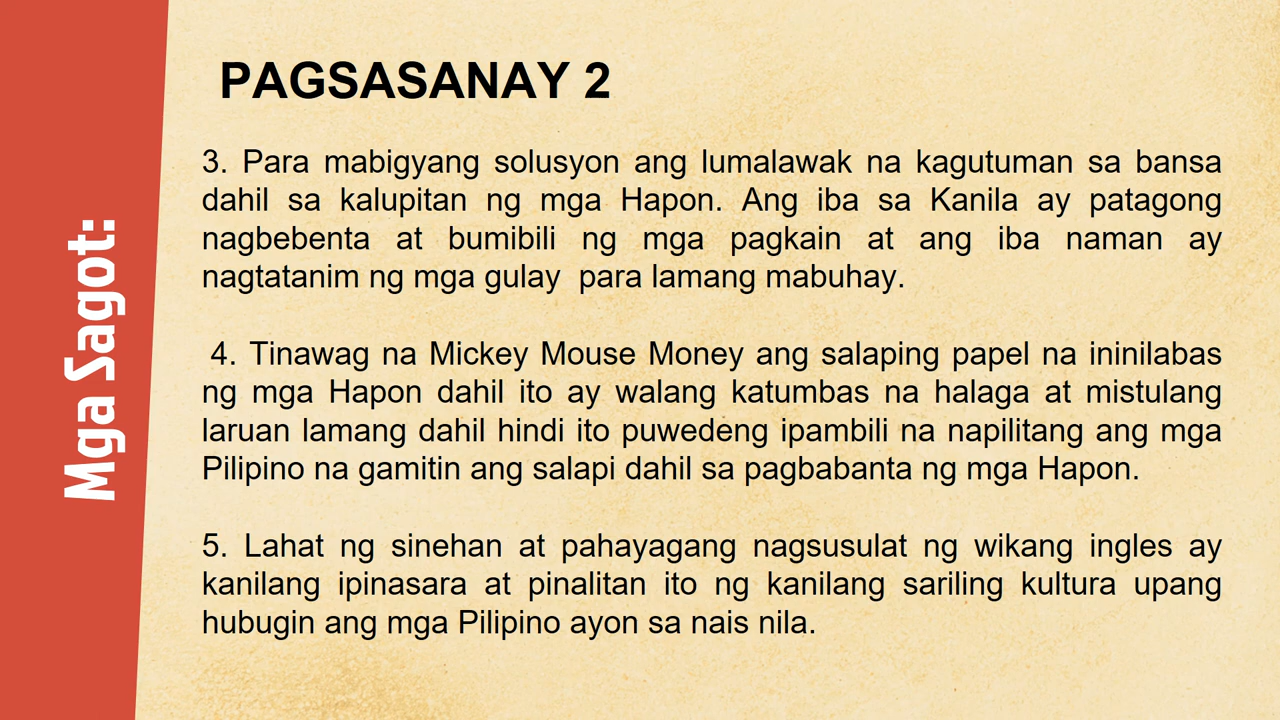 Mga Sagot:
PAGSASANAY 2
3. Para mabigyang solusyon ang lumalawak na kagutuman sa bansa
dahil sa kalupitan ng mga Hapon. Ang iba sa Kanila ay patagong
nagbebenta at bumibili ng mga pagkain at ang iba naman ay
nagtatanim ng mga gulay  para lamang mabuhay.
4. Tinawag na Mickey Mouse Money ang salaping papel na ininilabas
ng mga Hapon dahil ito ay walang katumbas na halaga at mistulang
laruan lamang dahil hindi ito puwedeng ipambili na napilitang ang mga
Pilipino na gamitin ang salapi dahil sa pagbabanta ng mga Hapon.
5. Lahat ng sinehan at pahayagang nagsusulat ng wikang ingles ay
kanilang ipinasara at pinalitan ito ng kanilang sariling kultura upang
hubugin ang mga Pilipino ayon sa nais nila.